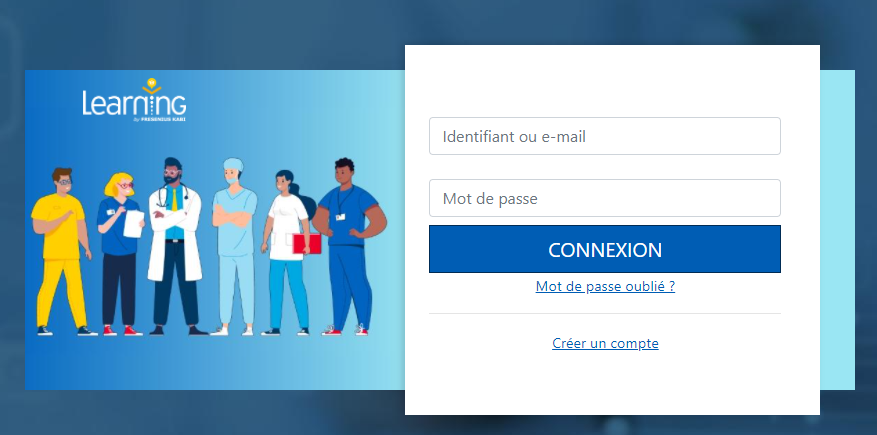 Learning
by FRESENIUS KABI
Identifiant ou e-mail
Mot de passe
CONNEXION
Mot de passe oublié ?
Créer un compte